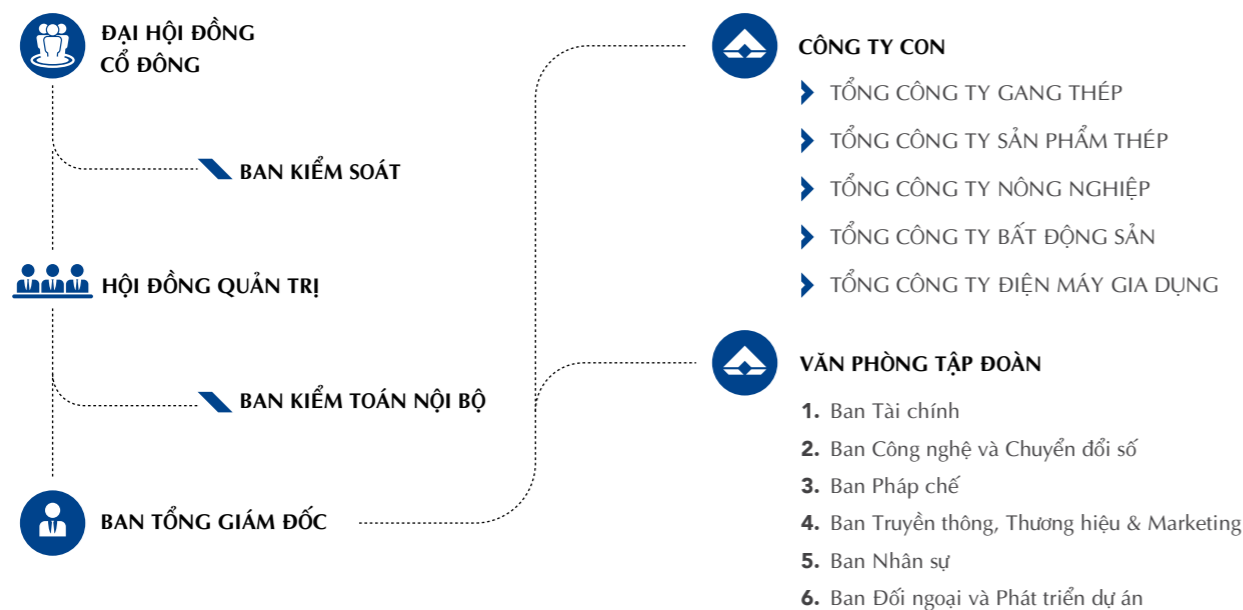 ĐẠI HỘI ĐỒNG
CỔ ĐÔNG
BAN KIỂM SOÁT
HỘI ĐỒNG QUẢN TRỊ
BAN KIỂM TOÁN NỘI BỘ
BAN TỔNG GIÁM ĐỐC
CÔNG TY CON
TỔNG CÔNG TY GANG THÉP
TỔNG CÔNG TY SẢN PHẨM THÉP
TỔNG CÔNG TY NÔNG NGHIỆP
TỔNG CÔNG TY BẤT ĐỘNG SẢN
TỔNG CÔNG TY ĐIỆN MÁY GIA DỤNG
VĂN PHÒNG TẬP ĐOÀN
1. Ban Tài chính
2. Ban Công nghệ và Chuyển đổi số
3. Ban Pháp chế
4. Ban Truyền thông, Thương hiệu & Marketing
5. Ban Nhân sự
6. Ban Đối ngoại và Phát triển dự án